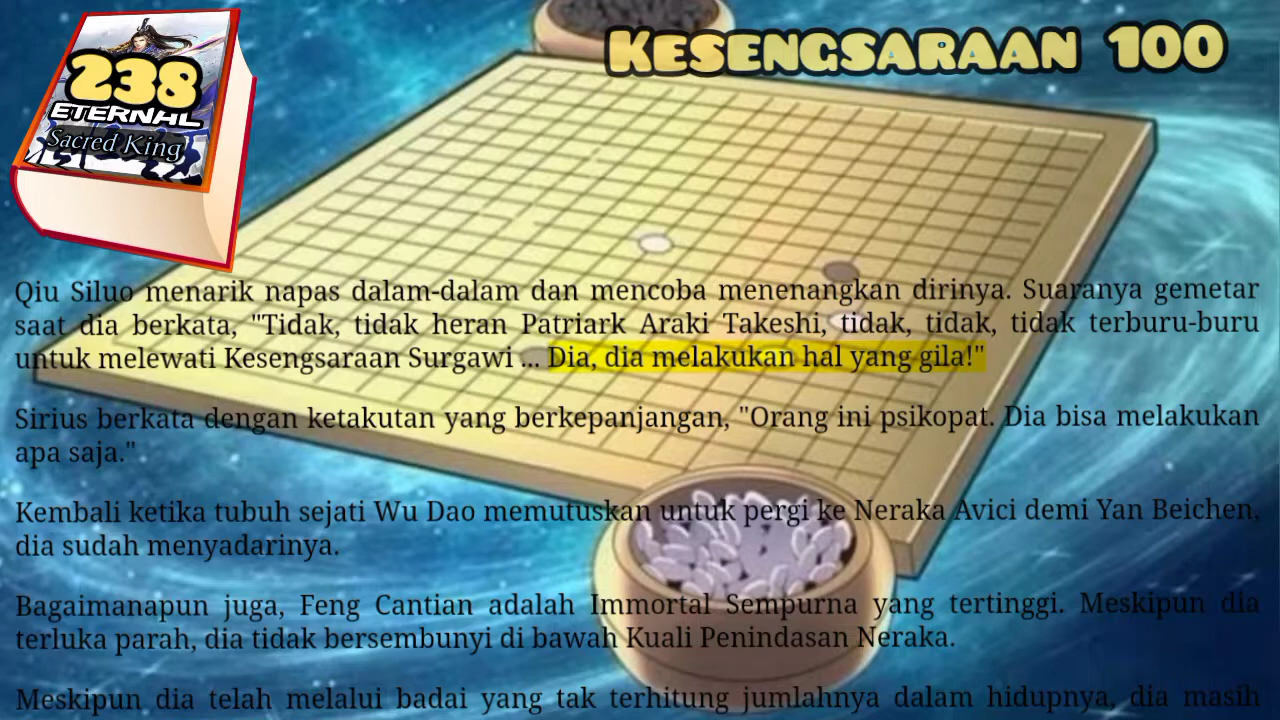 KESENGSARAAN 100
238
ETERNAL
Sacred King
Qiu Siluo menarik napas dalam-dalam dan mencoba menenangkan dirinya. Suaranya gemetar
saat dia berkata, "Tidak, tidak heran Patriark Araki Takeshi, tidak, tidak, tidak terburu-buru
untuk melewati Kesengsaraan Surgawi ... Dia, dia melakukan hal yang gila!"
Sirius berkata dengan ketakutan yang berkepanjangan, "Orang ini psikopat. Dia bisa melakukan
apa saja."
Kembali ketika tubuh sejati Wu Dao memutuskan untuk pergi ke Neraka Avici demi Yan Beichen,
dia sudah menyadarinya.
Bagaimanapun juga, Feng Cantian adalah Immortal Sempurna yang tertinggi. Meskipun dia
terluka parah, dia tidak bersembunyi di bawah Kuali Penindasan Neraka.
Meskipun dia telah melalui badai yang tak terhitung jumlahnya dalam hidupnya, dia masih